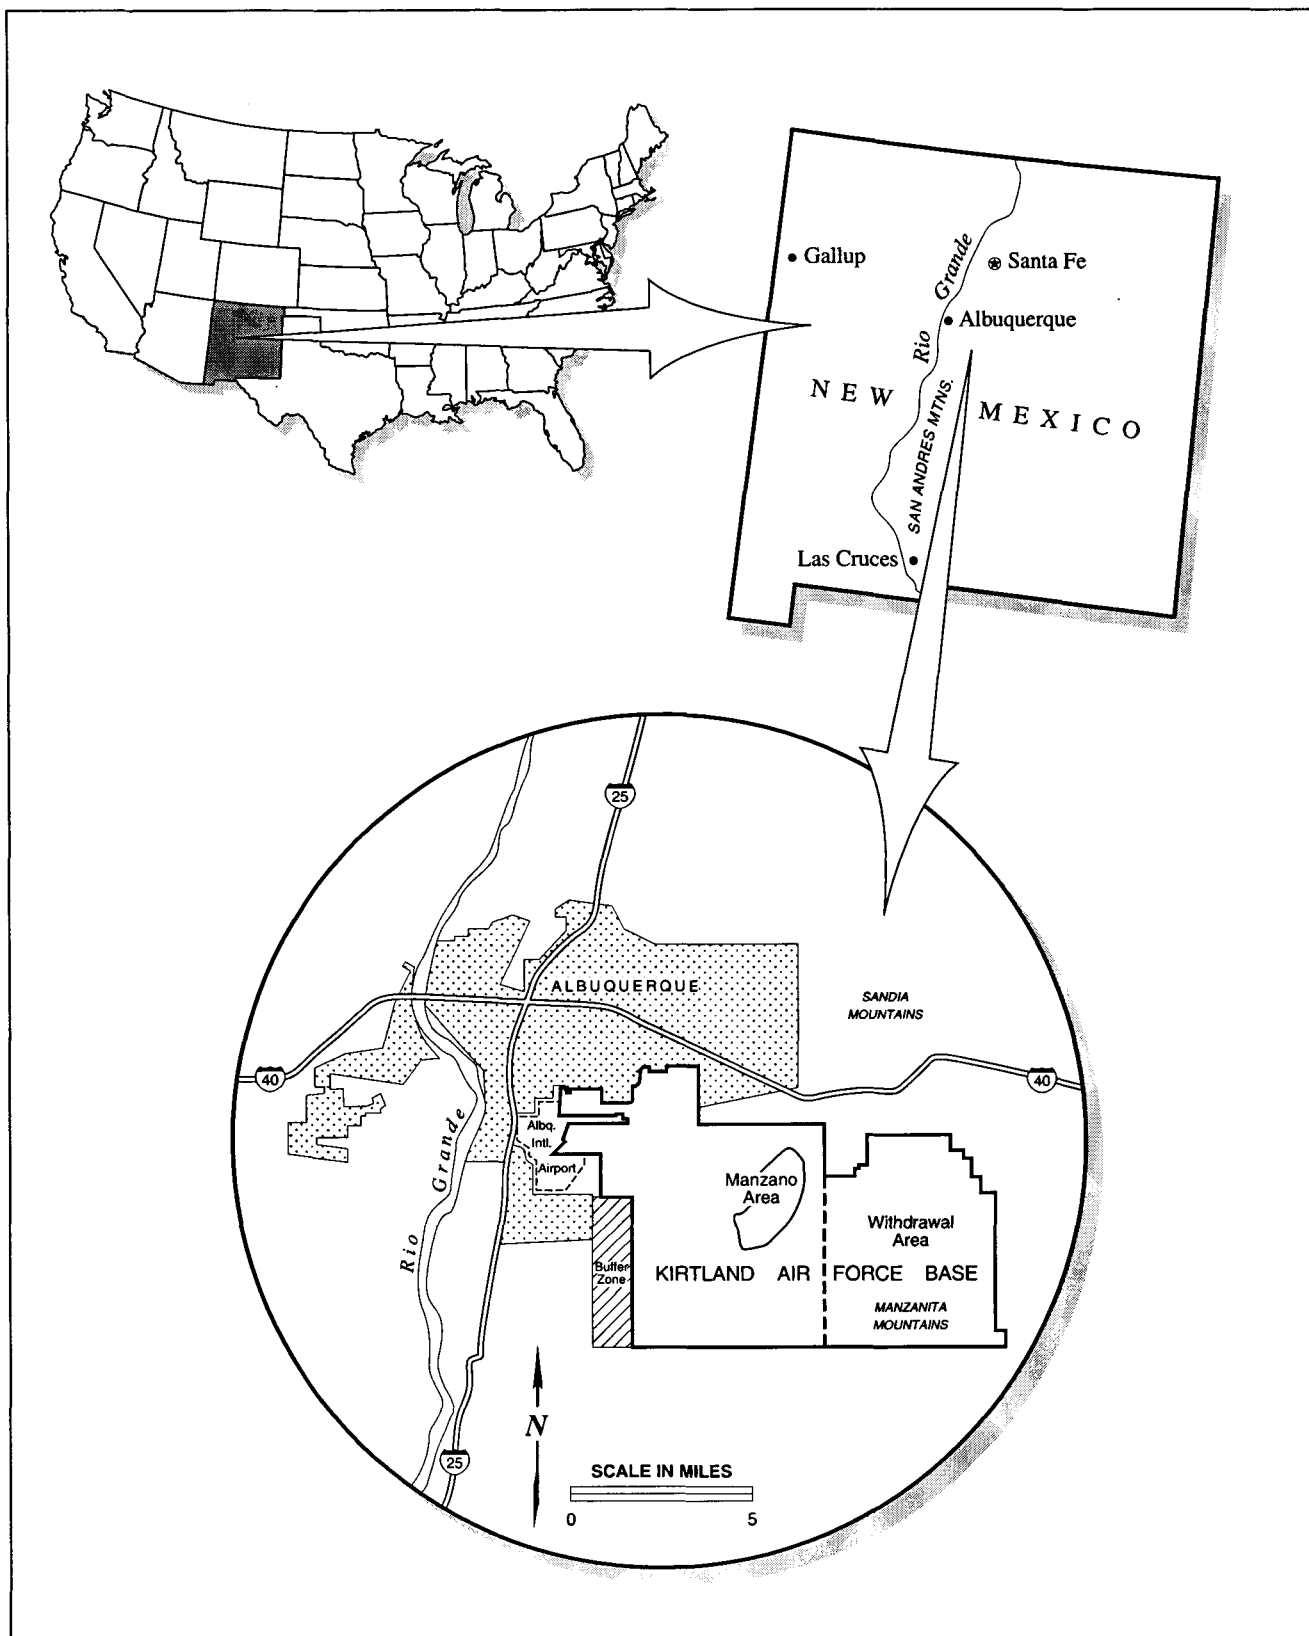 Gallup
Rio Grande
Santa Fe
Albuquerque
NEW MEXICO
SAN ANDRES MTNS.
Las Cruces
25
ALBUQUERQUE
SANDIA
MOUNTAINS
40
40
Rio Grande
Albq.
Intl.
Airport
Manzano
Area
Withdrawal
Area
Buffer
Zone
KIRTLAND AIR FORCE BASE
MANZANITA
MOUNTAINS
N
25
SCALE IN MILES
0 5